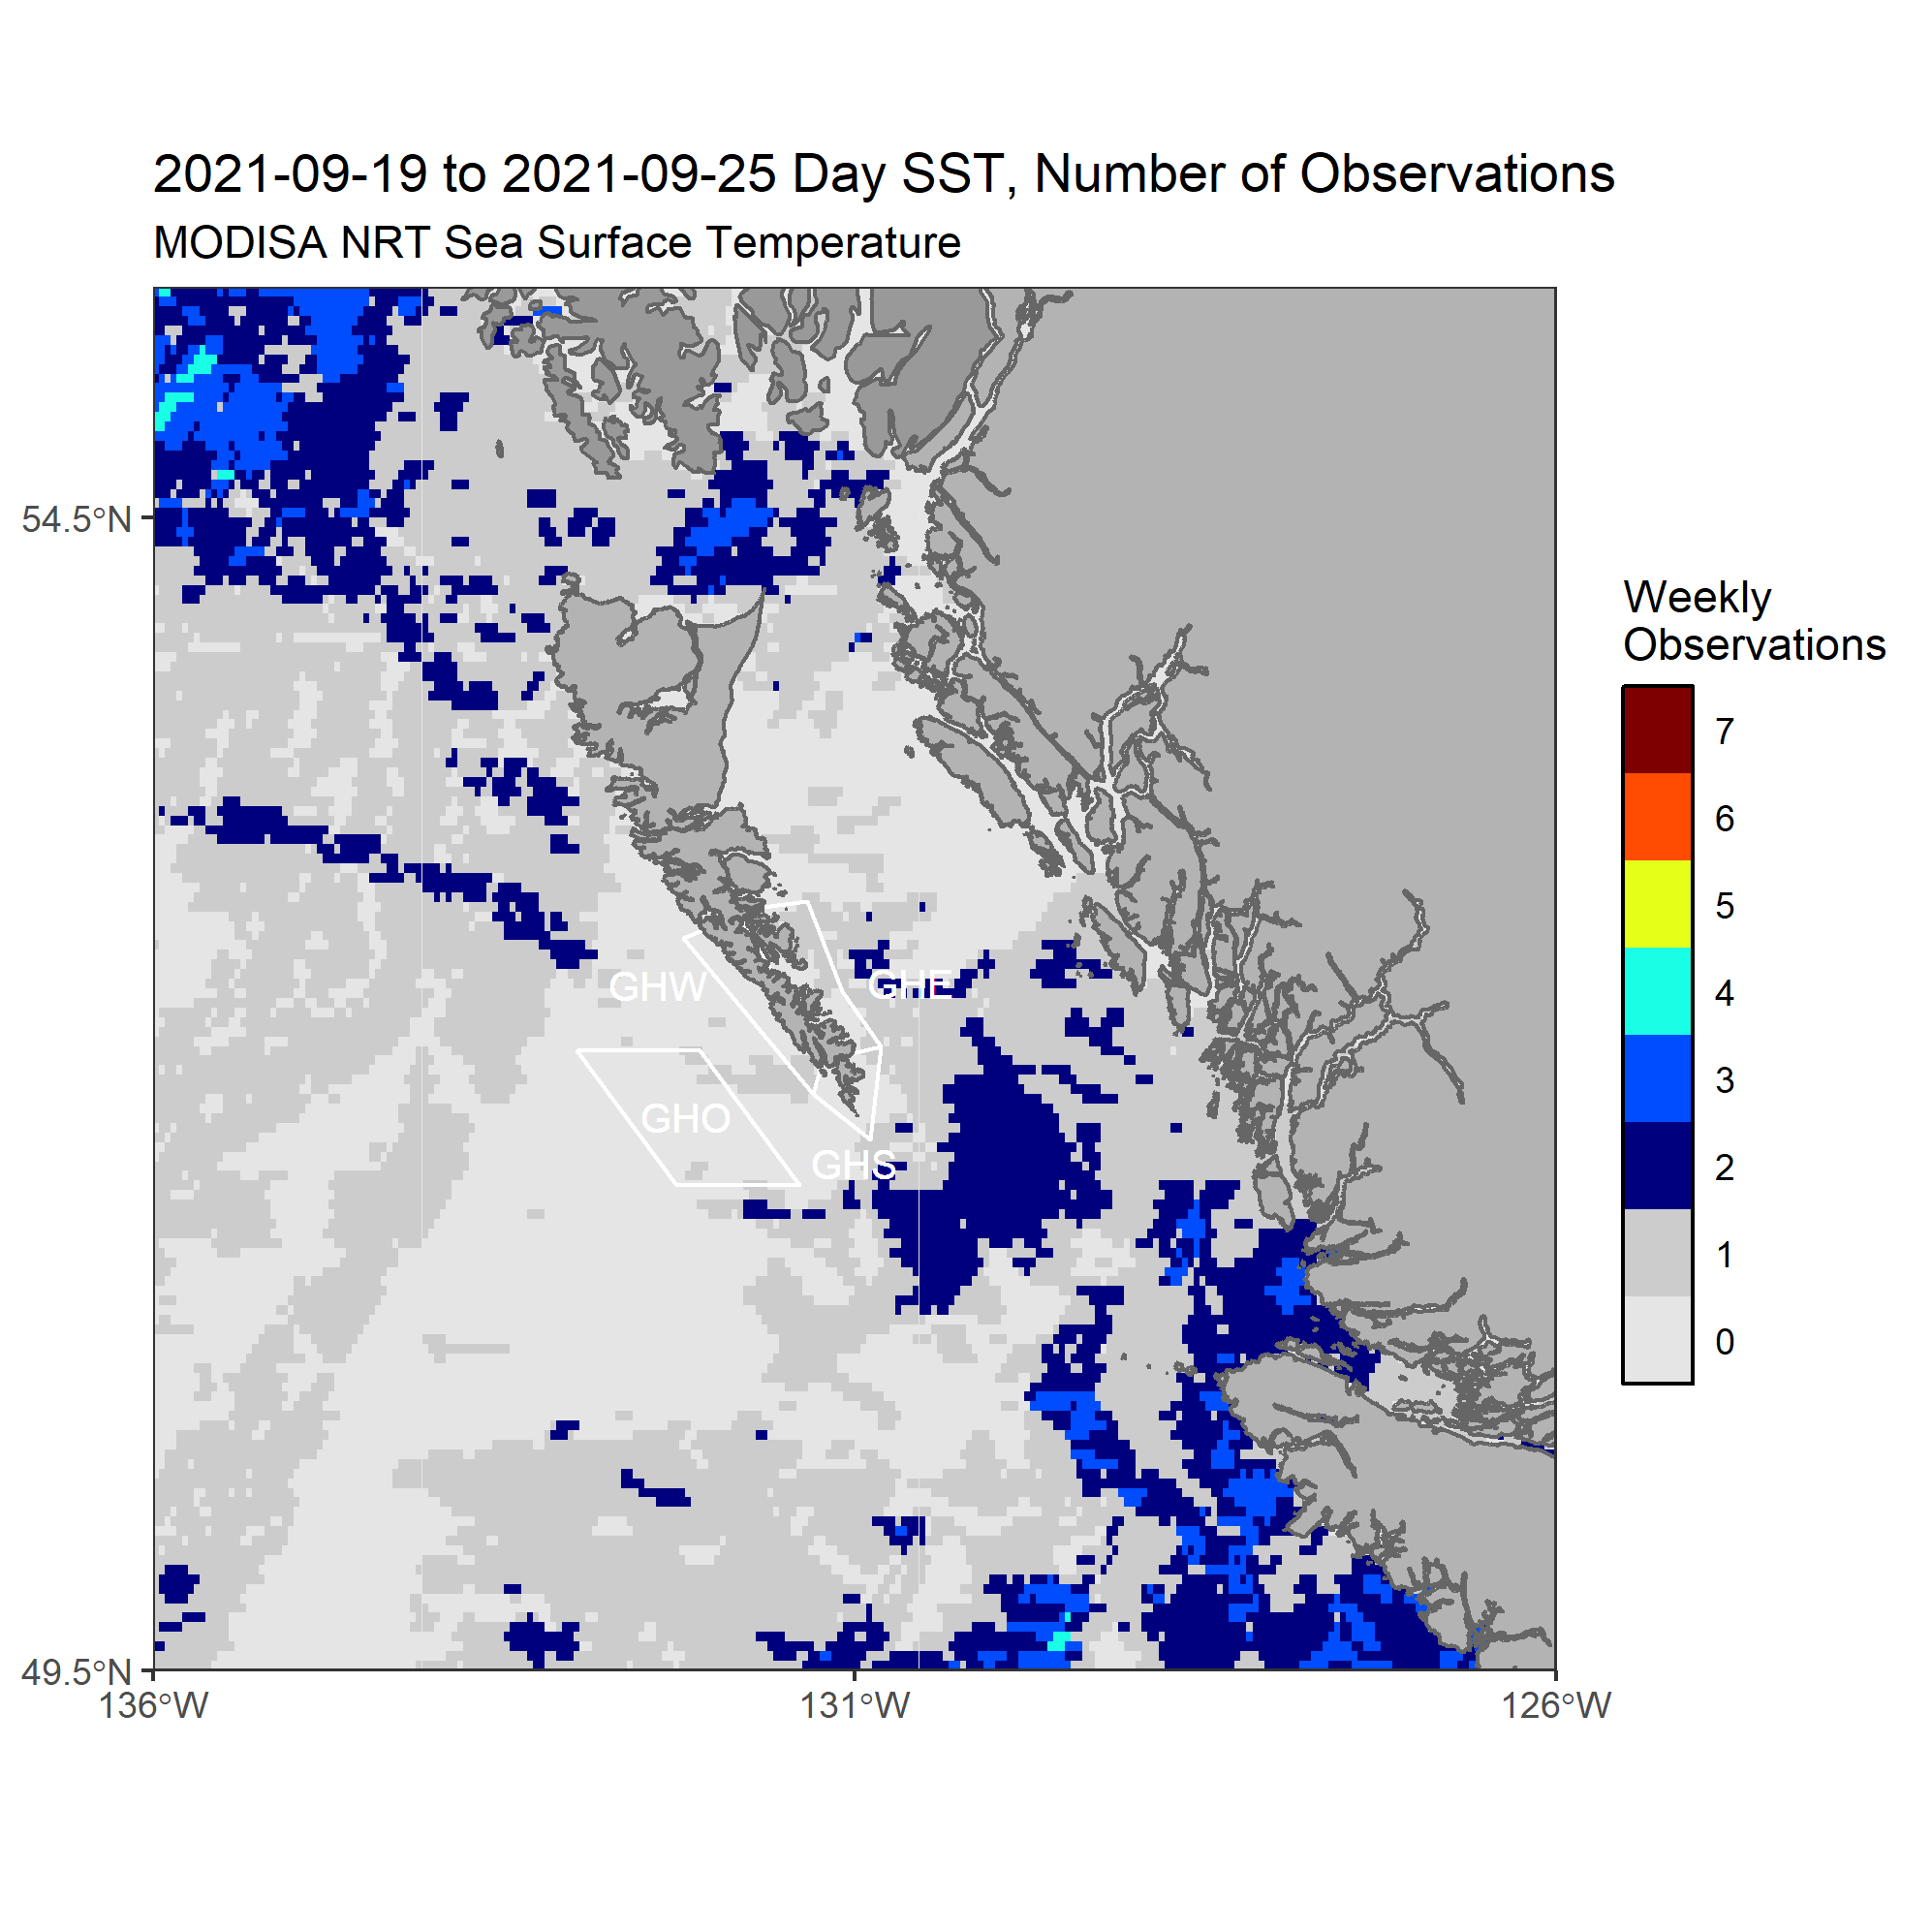 2021-09-19 to 2021-09-25 Day SST, Number of Observations
MODISA NRT Sea Surface Temperature
54.5°N
49.5°N
136°W
131°W
126°W
GHW
GHE
GHO
GHS
Weekly
Observations
7
6
5
4
3
2
1
0